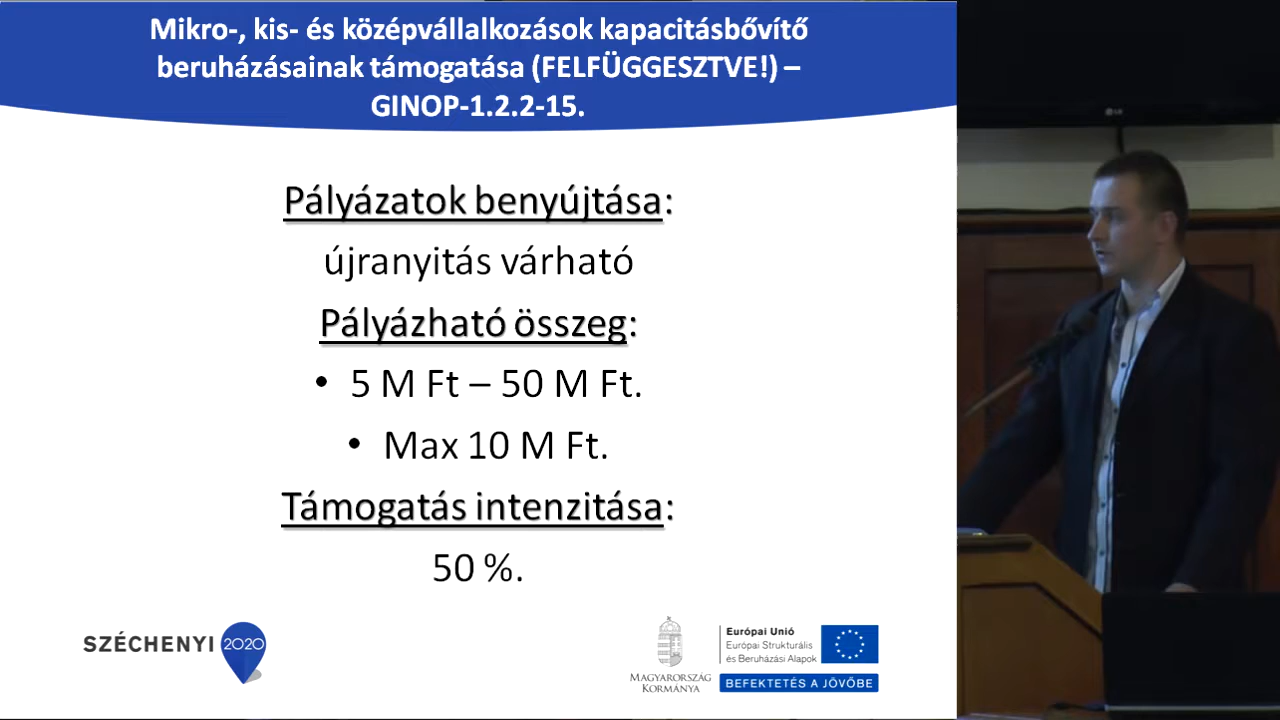 Mikro-, kis- és középvállalkozások kapacitásbővítő
beruházásainak támogatása (FELFÜGGESZTVE!) –
GINOP-1.2.2-15.
Pályázatok benyújtása:
újranyitás várható
Pályázható összeg:
• 5 M Ft – 50 M Ft.
• Max 10 M Ft.
Támogatás intenzitása:
50 %.
SZÉCHENYI 2020
MAGYARORSZÁG
KORMÁNYA
Európai Unió
Európai Strukturális
és Beruházási Alapok
BEFEKTETÉS A JÖVŐBE
LG